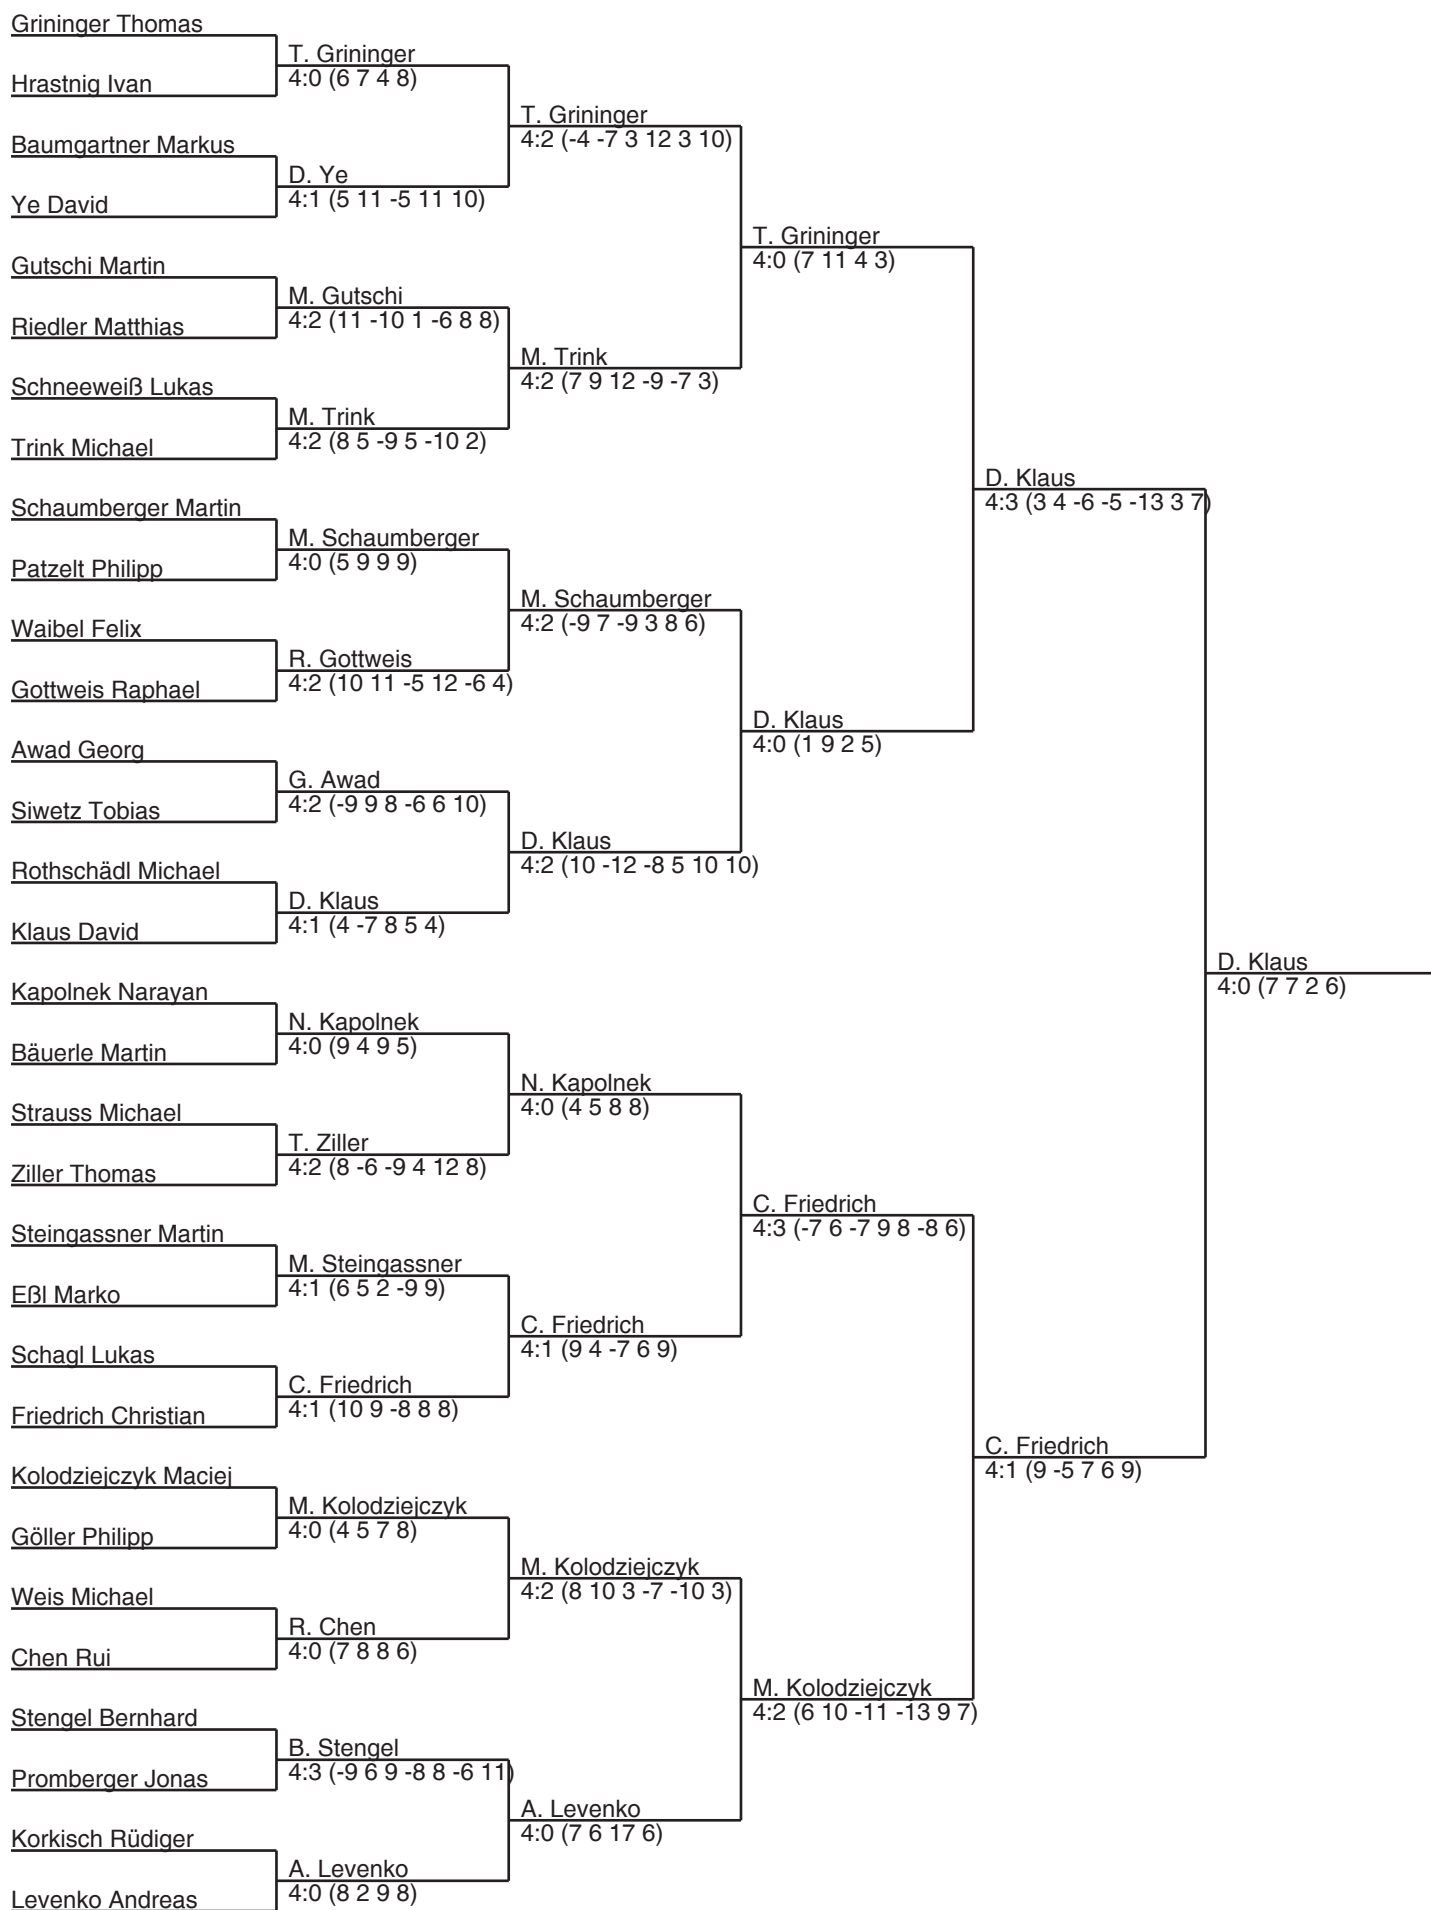 Grininger Thomas
T. Grininger
4:0 (6 7 4 8)
Hrastnig Ivan
T. Grininger
4:2 (-4 -7 3 12 3 10)
Baumgartner Markus
D. Ye
4:1 (5 11 -5 11 10)
Ye David
T. Grininger
4:0 (7 11 4 3)
Gutschi Martin
M. Gutschi
4:2 (11 -10 1 -6 8 8)
Riedler Matthias
M. Trink
4:2 (7 9 12 -9 -7 3)
Schneeweiß Lukas
M. Trink
4:2 (8 5 -9 5 -10 2)
Trink Michael
D. Klaus
4:3 (3 4 -6 -5 -13 3 7)
Schaumberger Martin
M. Schaumberger
4:0 (5 9 9 9)
Patzelt Philipp
M. Schaumberger
4:2 (-9 7 -9 3 8 6)
Waibel Felix
R. Gottweis
4:2 (10 11 -5 12 -6 4)
Gottweis Raphael
D. Klaus
4:0 (1 9 2 5)
Awad Georg
G. Awad
4:2 (-9 9 8 -6 6 10)
Siwetz Tobias
D. Klaus
4:2 (10 -12 -8 5 10 10)
Rothschädl Michael
D. Klaus
4:1 (4 -7 8 5 4)
Klaus David
D. Klaus
4:0 (7 7 2 6)
Kapolnek Narayan
N. Kapolnek
4:0 (9 4 9 5)
Bäuerle Martin
N. Kapolnek
4:0 (4 5 8 8)
Strauss Michael
T. Ziller
4:2 (8 -6 -9 4 12 8)
Ziller Thomas
C. Friedrich
4:3 (-7 6 -7 9 8 -8 6)
Steingassner Martin
M. Steingassner
4:1 (6 5 2 -9 9)
Eßl Marko
C. Friedrich
4:1 (9 4 -7 6 9)
Schagl Lukas
C. Friedrich
4:1 (10 9 -8 8 8)
Friedrich Christian
C. Friedrich
4:1 (9 -5 7 6 9)
Kolodziejczyk Maciej
M. Kolodziejczyk
4:0 (4 5 7 8)
Göller Philipp
M. Kolodziejczyk
4:2 (8 10 3 -7 -10 3)
Weis Michael
R. Chen
4:0 (7 8 8 6)
Chen Rui
M. Kolodziejczyk
4:2 (6 10 -11 -13 9 7)
Stengel Bernhard
B. Stengel
4:3 (-9 6 9 -8 8 -6 11)
Promberger Jonas
A. Levenko
4:0 (7 6 17 6)
Korkisch Rüdiger
A. Levenko
4:0 (8 2 9 8)
Levenko Andreas